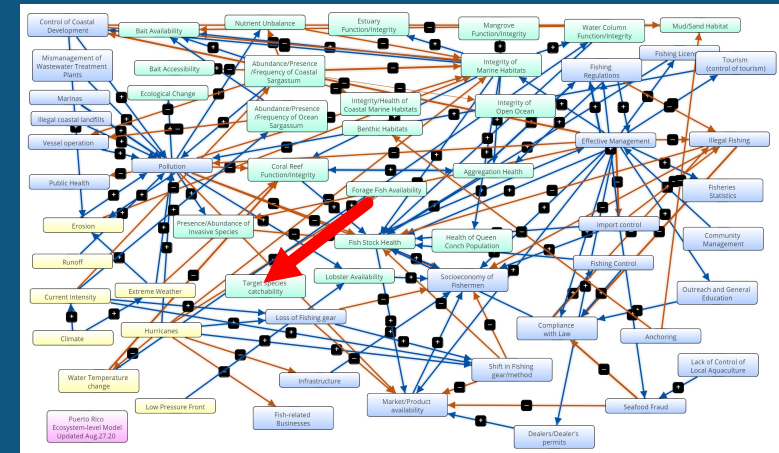 Control of Coastal
Development
Bait Availability
Nutrient Unbalance
Estuary
Function/Integrity
Mangrove
Function/Integrity
Water Column
Function/Integrity
Mud/Sand Habitat
Mismanagement of
Wastewater Treatment
Plants
Bait Accessibility
Abundance/Presence
/Frequency of Coastal
Sargassum
Integrity of
Marine Habitats
Fishing
Regulations
Tourism
(control of tourism)
Marinas
Ecological Change
Illegal coastal landfills
Abundance/Presence
/Frequency of Ocean
Sargassum
Integrity/Health of
Coastal Marine Habitats
Integrity of
Open Ocean
Benthic Habitats
Vessel operation
Effective Management
Illegal Fishing
Pollution
Coral Reef
Function/Integrity
Aggregation Health
Public Health
Forage Fish Availability
Fisheries
Statistics
Erosion
Presence/Abundance of
Invasive Species
Import control
Fish Stock Health
Health of Queen
Conch Population
Community
Management
Runoff
Fishing Control
Extreme Weather
Target species
catchability
Lobster Availability
Socioeconomy of
Fishermen
Outreach and General
Education
Current Intensity
Hurricanes
Loss of Fishing gear
Compliance
with Law
Anchoring
Climate
Water Temperature
change
Infrastructure
Shift in Fishing
gear/method
Lack of Control of
Local Aquaculture
Low Pressure Front
Fish-related
Businesses
Market/Product
availability
Seafood Fraud
Puerto Rico
Ecosystem-level Model
Updated Aug.27.20
Dealers/Dealer's
permits